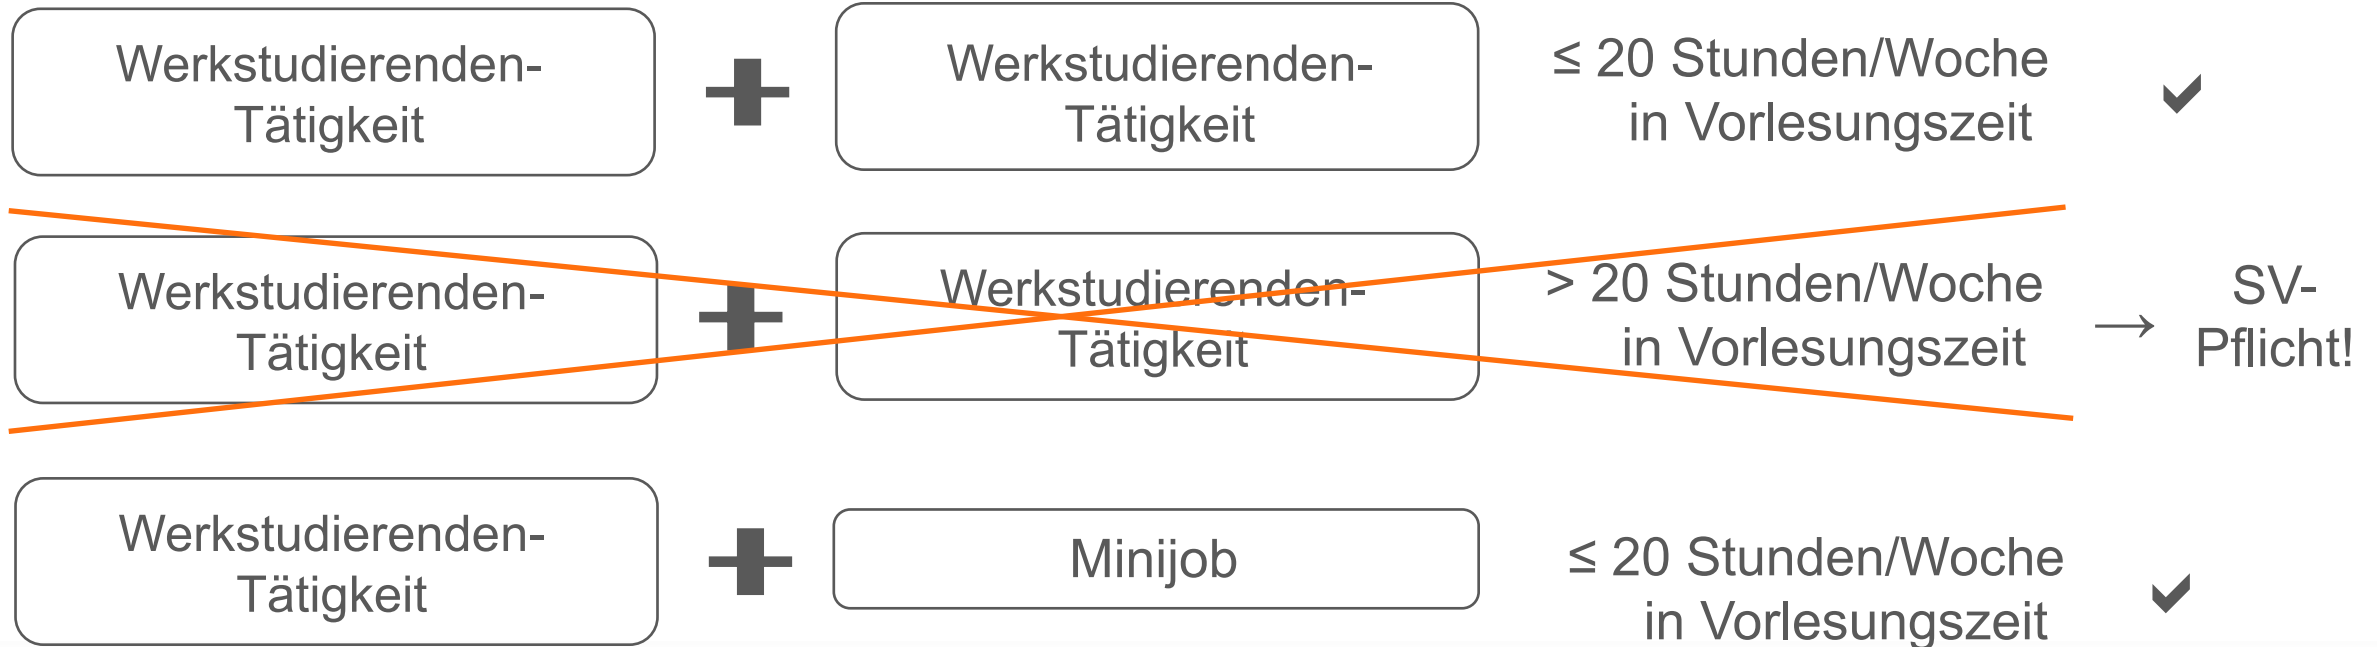 Werkstudierenden-
Tätigkeit
Werkstudierenden-
Tätigkeit
≤ 20 Stunden/Woche
in Vorlesungszeit
Werkstudierenden-
Tätigkeit
Werkstudierenden-
Tätigkeit
> 20 Stunden/Woche
in Vorlesungszeit
→
SV-
Pflicht!
Werkstudierenden-
Tätigkeit
Minijob
≤ 20 Stunden/Woche
in Vorlesungszeit